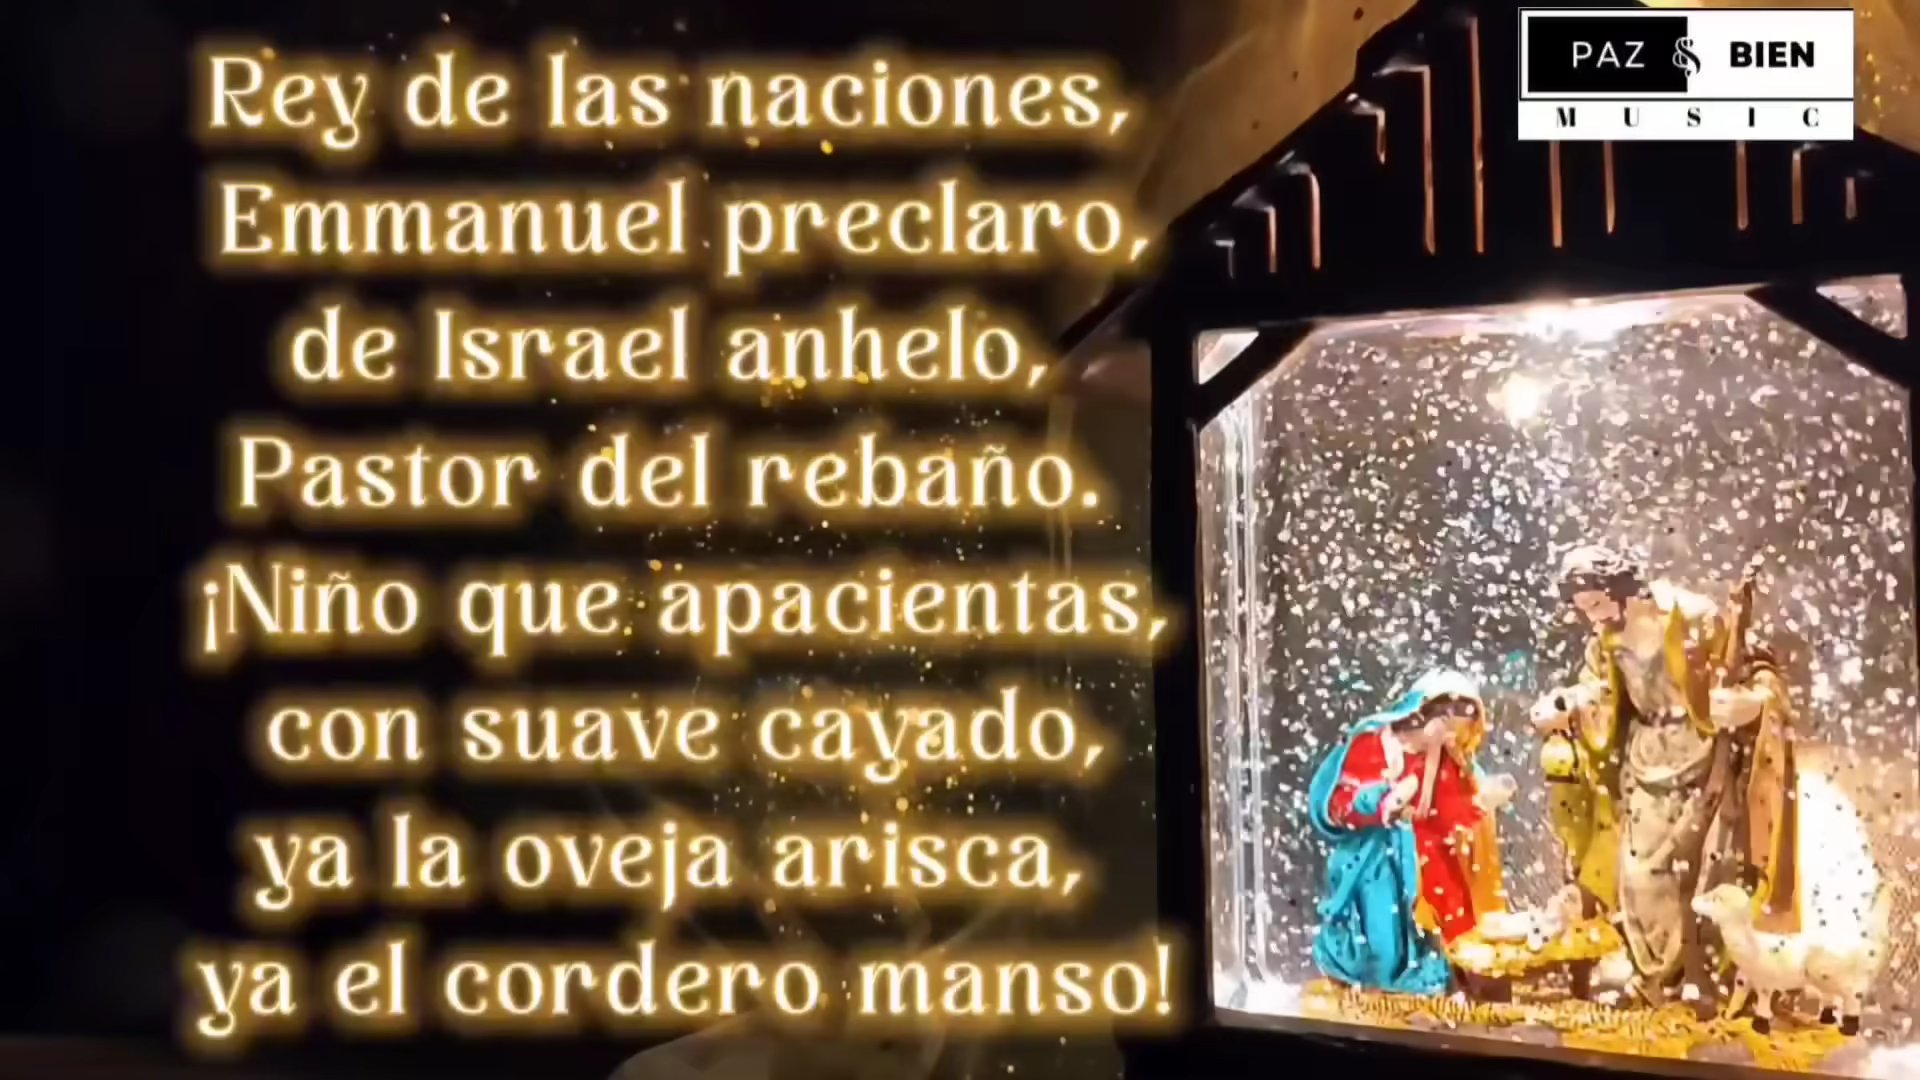 Rey de las naciones,
Emmanuel preclaro,
de Israel anhelo,
Pastor del rebaño.
¡Niño que apacientas,
con suave cayado,
ya la oveja arisca,
ya el cordero manso!
PAZ & BIEN
MUSIC